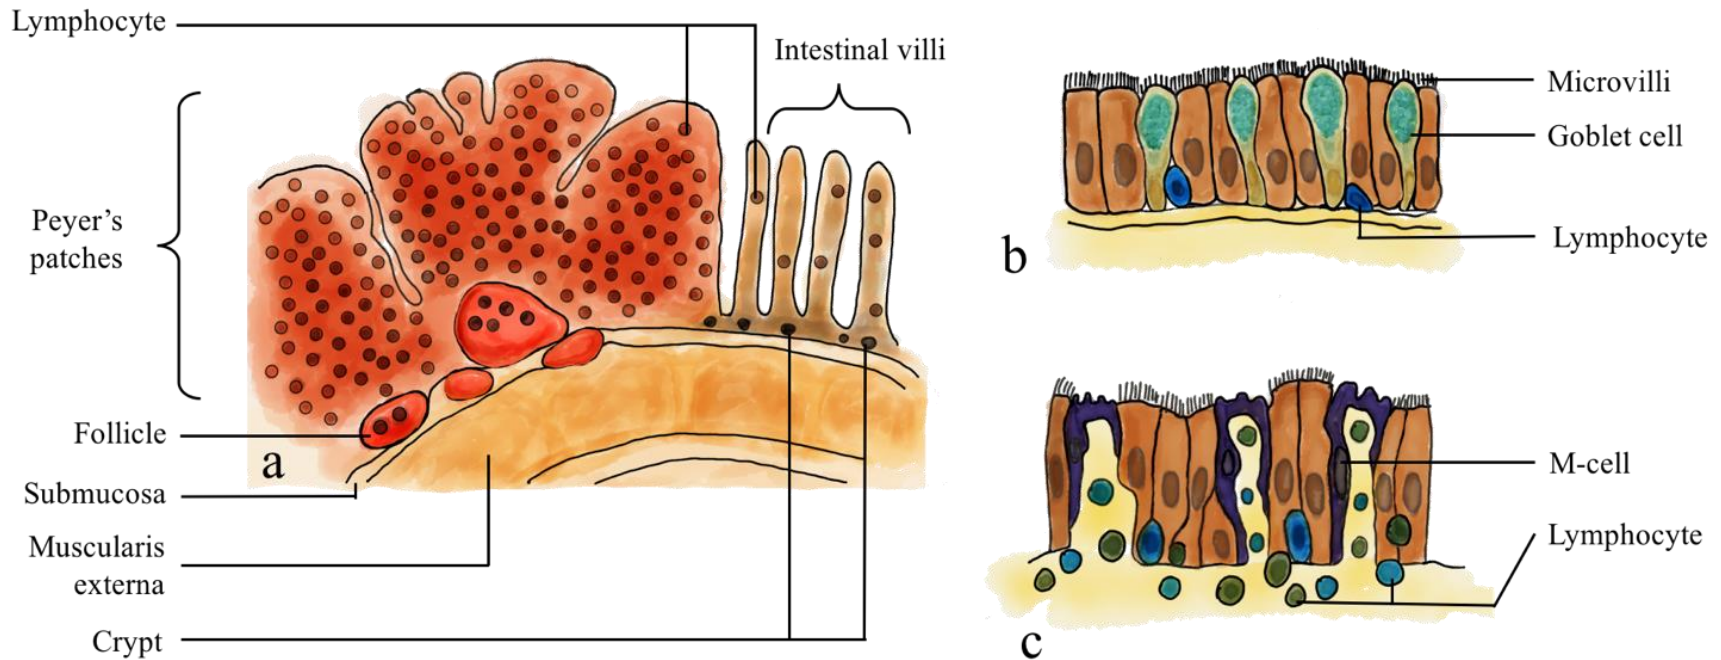 Lymphocyte
Intestinal villi
Peyer’s
patches
Follicle
a
Submucosa
Muscularis
externa
Crypt
Microvilli
Goblet cell
Lymphocyte
b
M-cell
Lymphocyte
c